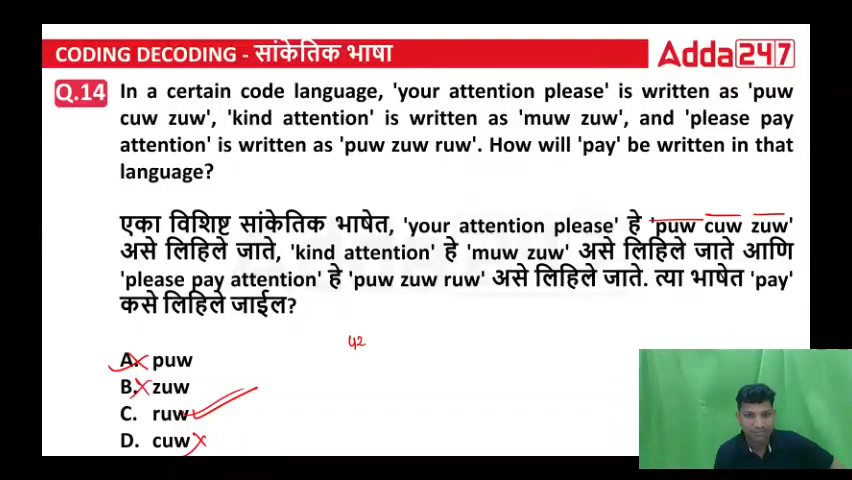 CODING DECODING - सांकेतिक भाषा
Adda247
Q.14 In a certain code language, 'your attention please' is written as 'puw
cuw zuw', 'kind attention' is written as 'muw zuw', and 'please pay
attention' is written as 'puw zuw ruw'. How will 'pay' be written in that
language?
एका विशिष्ट सांकेतिक भाषेत, 'your attention please' हे 'puw cuw zuw'
असे लिहिले जाते, 'kind attention' हे 'muw zuw' असे लिहिले जाते आणि
'please pay attention' हे 'puw zuw ruw' असे लिहिले जाते. त्या भाषेत 'pay'
कसे लिहिले जाईल?
42
A. puw
B. zuw
C. ruw
D. cuw